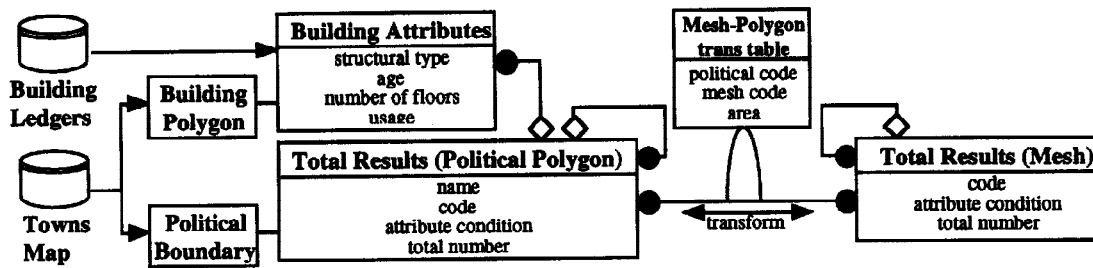 Building
Ledgers
Towns
Map
Building
Polygon
Political
Boundary
Building Attributes
structural type
age
number of floors
usage
Total Results (Political Polygon)
name
code
attribute condition
total number
Mesh-Polygon
trans table
political code
mesh code
area
transform
Total Results (Mesh)
code
attribute condition
total number